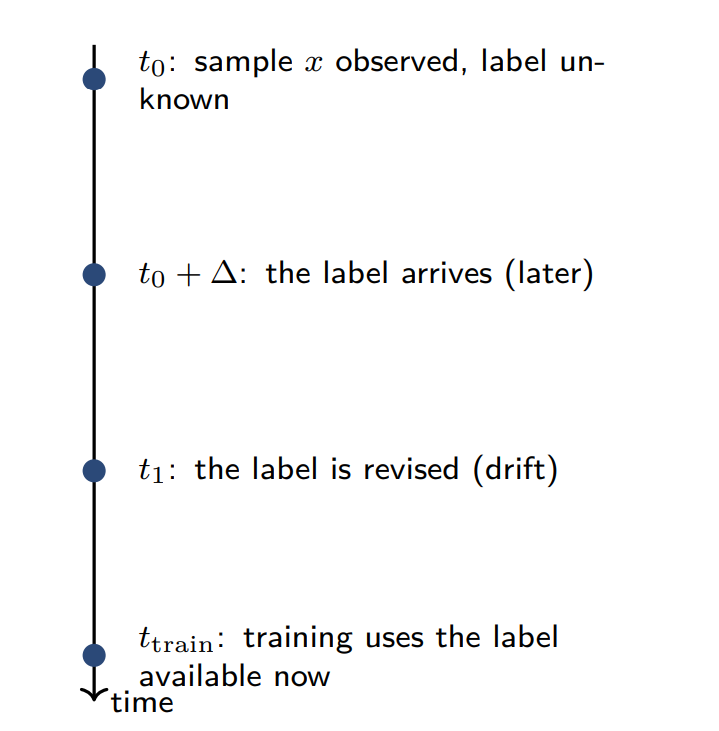 t₀: sample x observed, label un-
known
t₀ + Δ: the label arrives (later)
t₁: the label is revised (drift)
t_train: training uses the label
available now
time